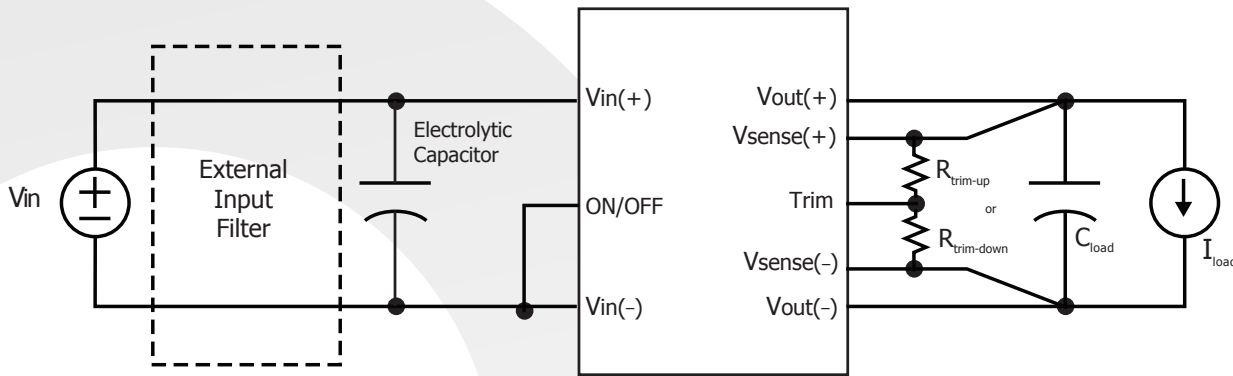 Vin
External
Input
Filter
Electrolytic
Capacitor
Vin(+)
ON/OFF
Vin(−)
Vout(+)
Vsense(+)
Trim
Vsense(−)
Vout(−)
Rtrim-up
or
Rtrim-down
Cload
Iload